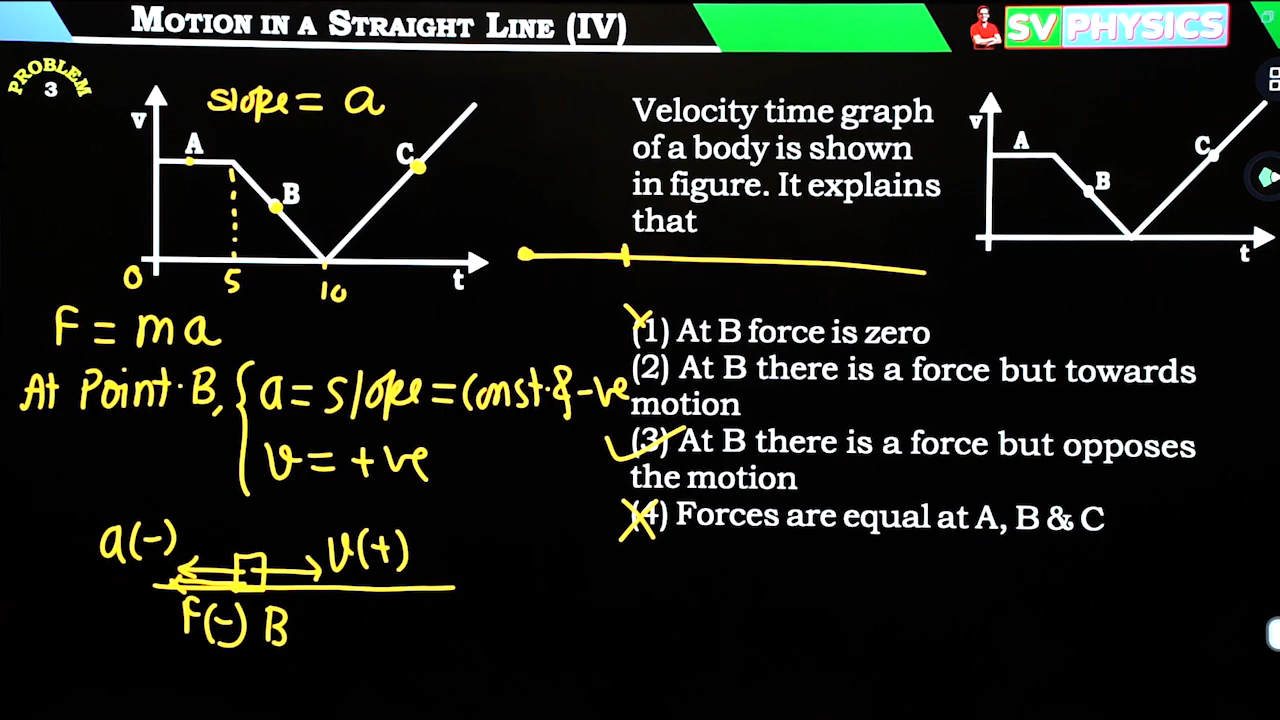 MOTION IN A STRAIGHT LINE (IV)
SV PHYSICS
PROBLEM
3
slope = a
v
A
B
C
0
5
10
t
Velocity time graph
of a body is shown
in figure. It explains
that
v
A
B
C
t
F = ma
At Point B, a = slope = const. & -ve
v = +ve
a(-)
v(+)
F(-) B
(1) At B force is zero
(2) At B there is a force but towards
motion
(3) At B there is a force but opposes
the motion
(4) Forces are equal at A, B & C